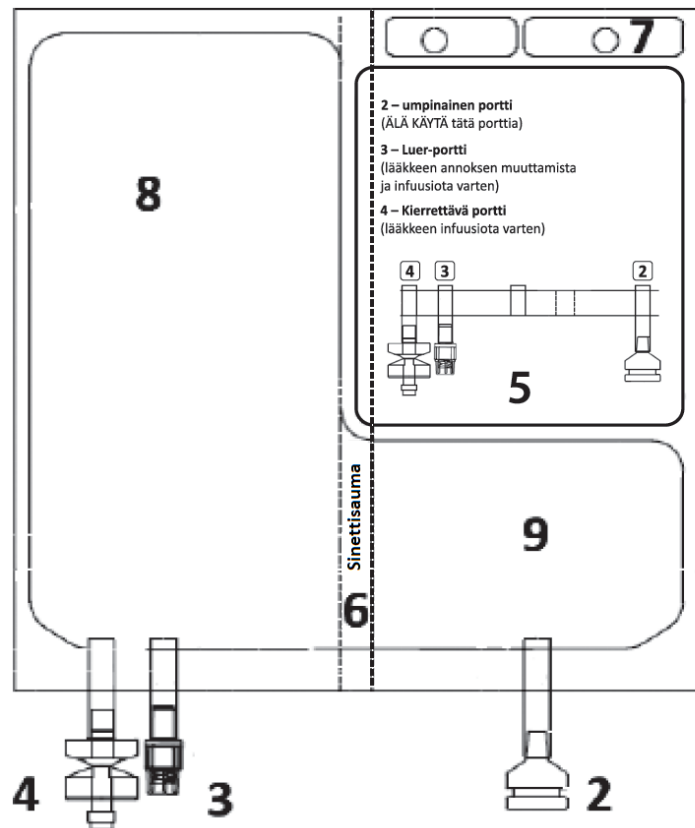 7
2 – umpinainen portti
(ÄLÄ KÄYTÄ tätä porttia)
3 – Luer-portti
(lääkkeen annoksen muuttamista
ja infuusiota varten)
4 – Kierrettävä portti
(lääkkeen infuusiota varten)
4 3 2
5
8
9
Sinettisauma
6
4 3 2